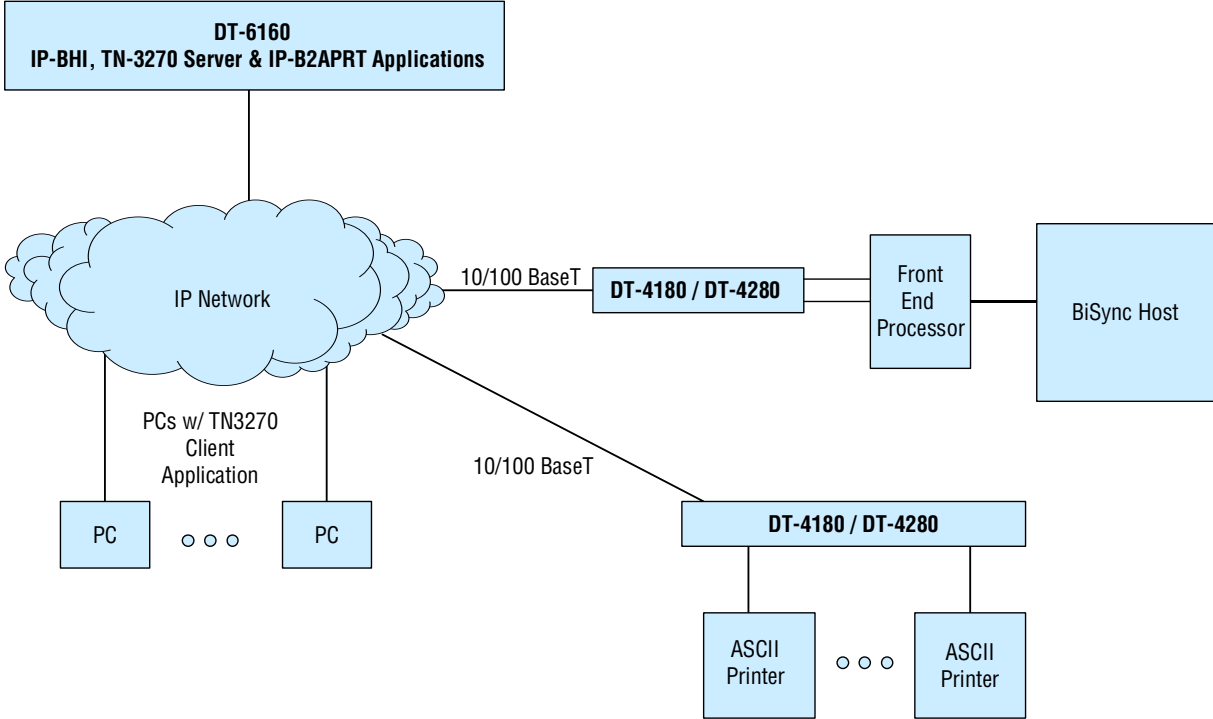 DT-6160
IP-BHI, TN-3270 Server & IP-B2APRT Applications
IP Network
10/100 BaseT
DT-4180 / DT-4280
Front
End
Processor
BiSync Host
PCs w/ TN3270
Client
Application
10/100 BaseT
PC
PC
DT-4180 / DT-4280
ASCII
Printer
ASCII
Printer